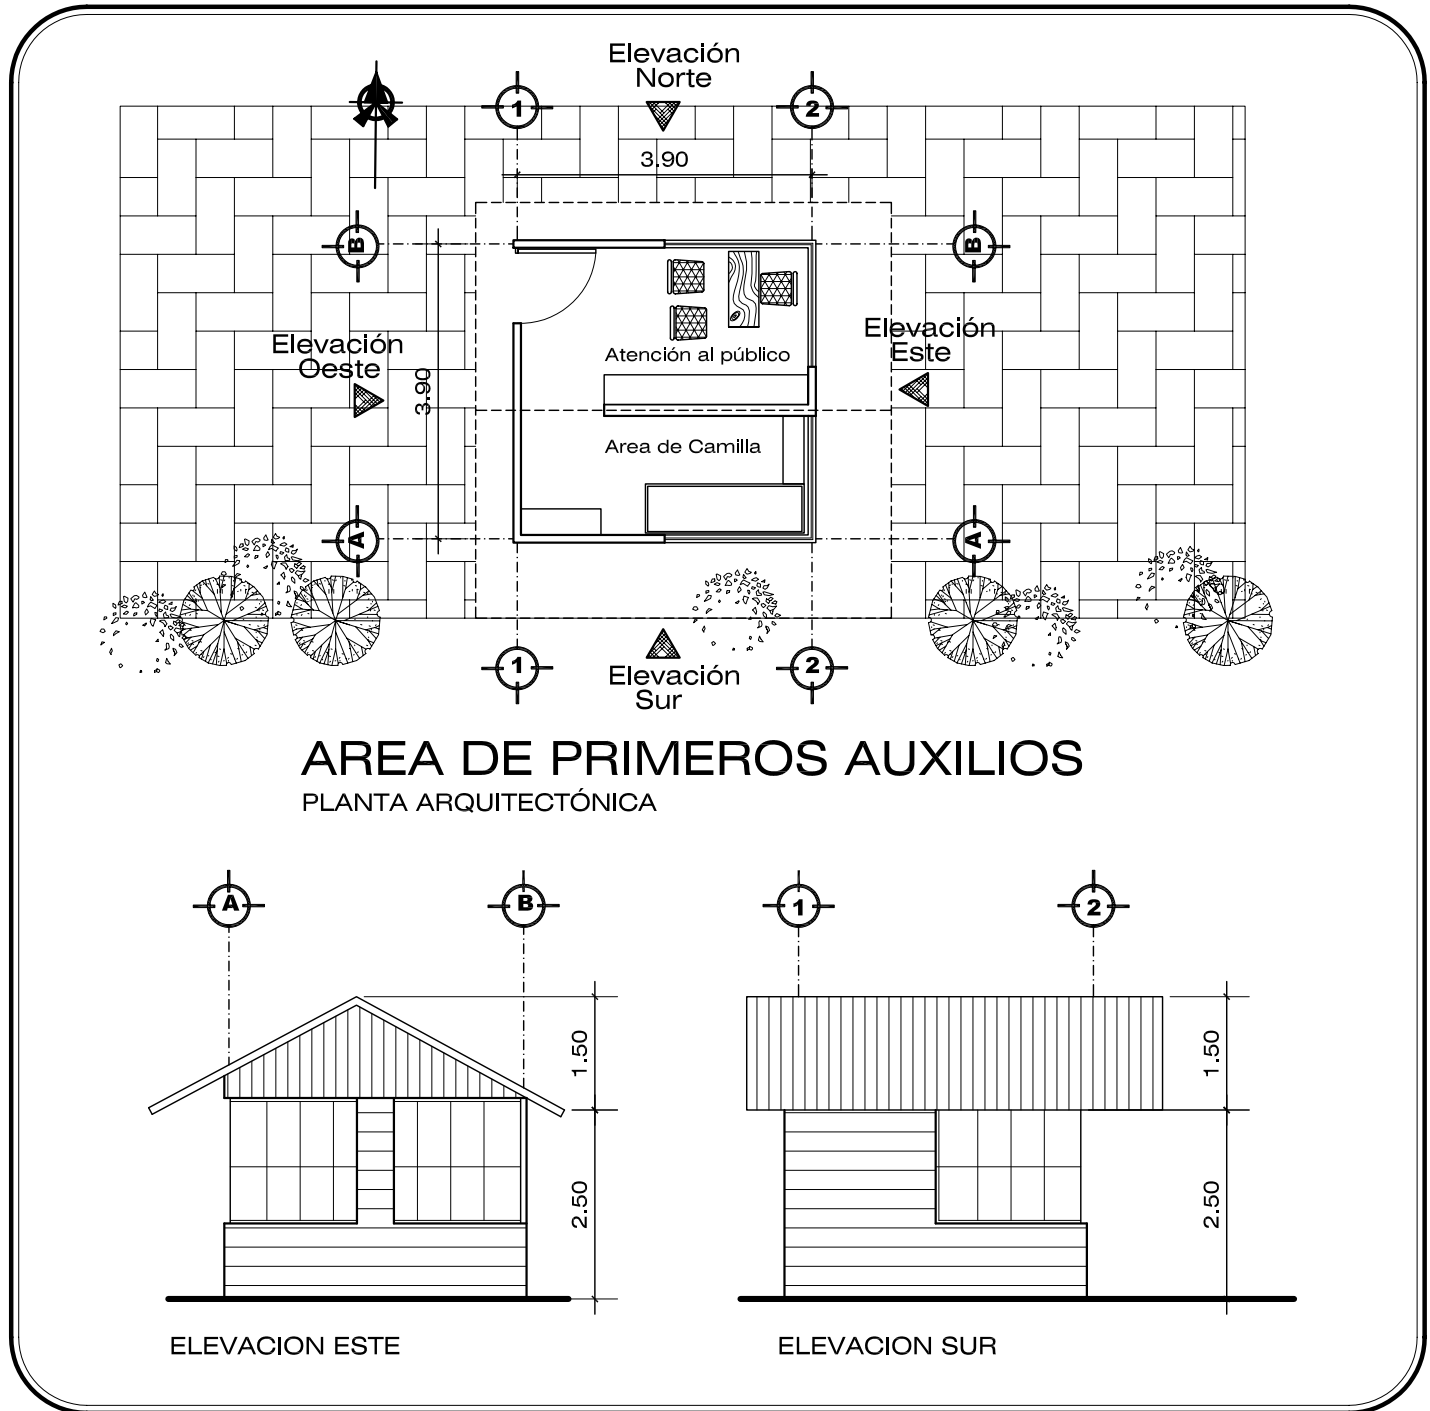 Elevación
Norte
1
2
3.90
B
B
Elevación
Oeste
Elevación
Este
3.90
Atención al público
Area de Camilla
A
A
1
2
Elevación
Sur
AREA DE PRIMEROS AUXILIOS
PLANTA ARQUITECTÓNICA
A
B
1
2
1.50
1.50
2.50
2.50
ELEVACION ESTE
ELEVACION SUR